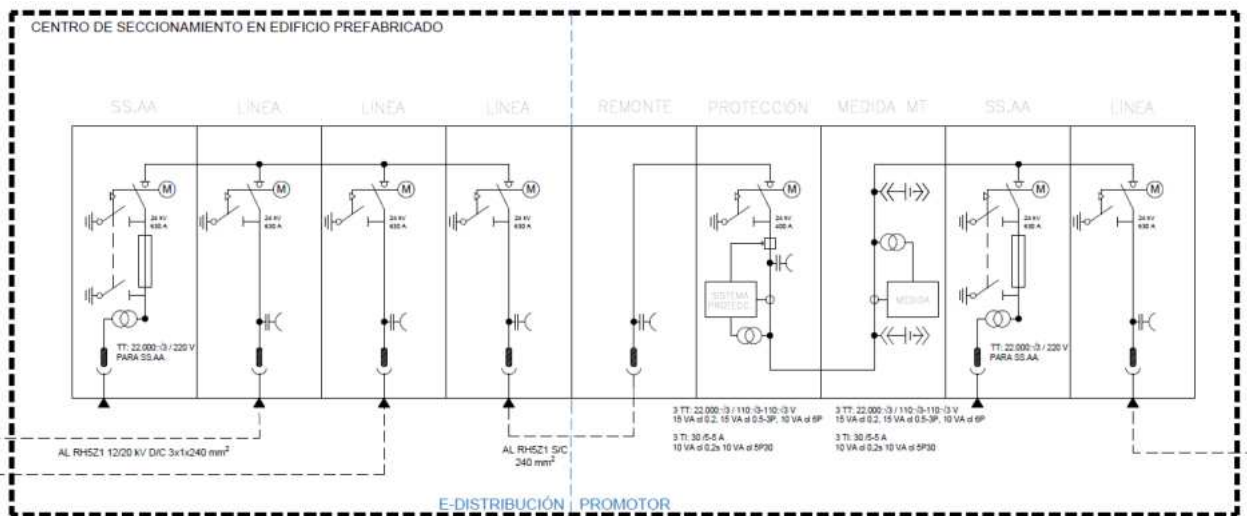 CENTRO DE SECCIONAMIENTO EN EDIFICIO PREFABRICADO
SS.AA
LÍNEA
LÍNEA
LÍNEA
REMONTE
PROTECCIÓN
MEDIDA MT
SS.AA
LÍNEA
M
M
M
M
M
M
M
24 KV
630 A
24 KV
630 A
24 KV
630 A
24 KV
630 A
24 KV
400 A
24 KV
630 A
24 KV
630 A
SISTEMA
PROTECC.
MEDIDA
TT: 22.000:√3 / 220 V
PARA SS.AA.
TT: 22.000:√3 / 220 V
PARA SS.AA.
3 TT: 22.000:√3 / 110:√3-110:√3 V
15 VA cl 0.2, 15 VA cl 0.5-3P, 10 VA cl 6P
3 TI: 30 /5-5 A
10 VA cl 0,2s 10 VA cl 5P30
3 TT: 22.000:√3 / 110:√3-110:√3 V
15 VA cl 0.2, 15 VA cl 0.5-3P, 10 VA cl 6P
3 TI: 30 /5-5 A
10 VA cl 0,2s 10 VA cl 5P30
AL RH5Z1 12/20 kV D/C 3x1x240 mm²
AL RH5Z1 S/C
240 mm²
E-DISTRIBUCIÓN
PROMOTOR